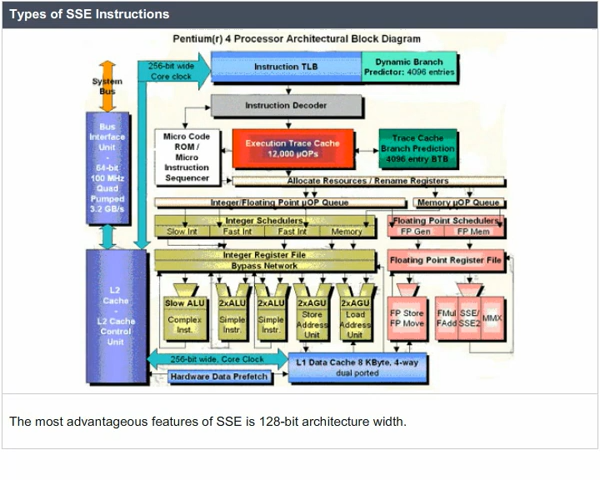 Types of SSE Instructions
Pentium(r) 4 Processor Architectural Block Diagram
256-bit wide
Core clock
Instruction TLB
Dynamic Branch
Predictor: 4096 entries
System
Bus
Instruction Decoder
Bus
Interface
Unit
-
64-bit
100 MHz
Quad
Pumped
3.2 GB/s
Micro Code
ROM /
Micro
Instruction
Sequencer
Execution Trace Cache
12,000 µOPs
Trace Cache
Branch Prediction
4096 entry BTB
Allocate Resources / Rename Registers
Integer/Floating Point µOP Queue
Memory µOP Queue
Integer Schedulers
Slow Int
Fast Int
Fast Int
Memory
Floating Point Schedulers
FP Gen
FP Mem
Integer Register File
Bypass Network
Floating Point Register File
L2
Cache
-
L2 Cache
Control
Unit
Slow ALU
Complex
Inst.
2xALU
Simple
Instr.
2xALU
Simple
Instr.
2xAGU
Store
Address
Unit
2xAGU
Load
Address
Unit
FP Store
FP Move
FMul
FAdd
SSE/
SSE2
MMX
256-bit wide, Core Clock
L1 Data Cache 8 KByte, 4-way
dual ported
Hardware Data Prefetch
The most advantageous features of SSE is 128-bit architecture width.